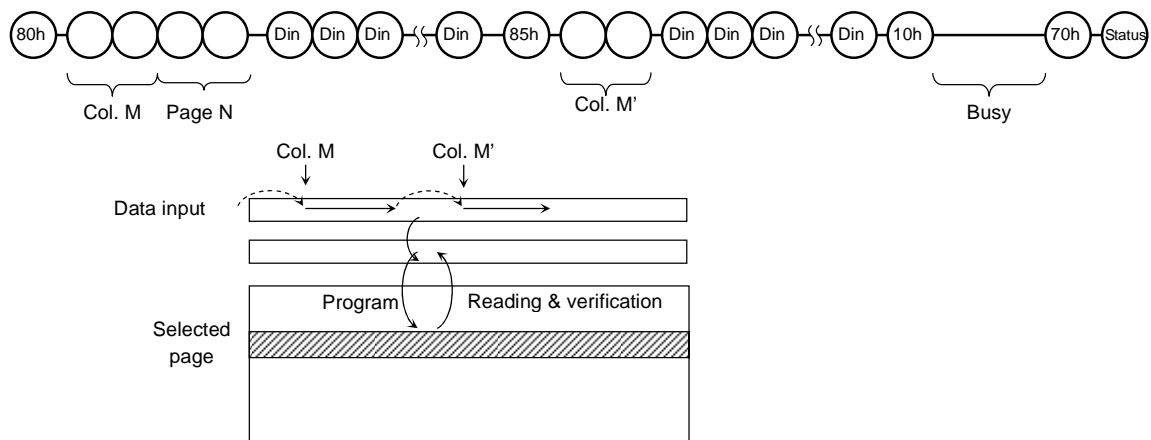 80h Din Din Din Din 85h Din Din Din Din 10h 70h Status
Col. M Page N Col. M’ Busy
Col. M Col. M’
Data input
Program Reading & verification
Selected
page